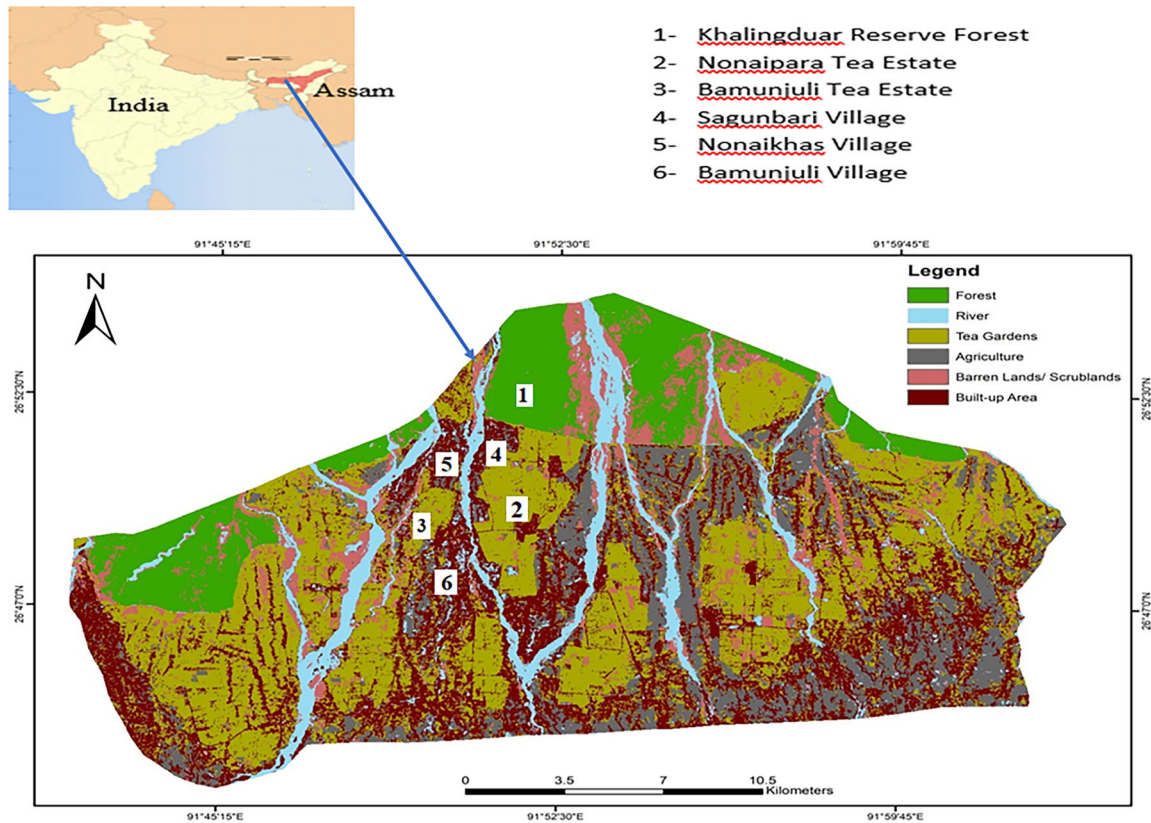 India
Assam
1- Khalingduar Reserve Forest
2- Nonaipara Tea Estate
3- Bamunjuli Tea Estate
4- Sagunbari Village
5- Nonaikhas Village
6- Bamunjuli Village
91°45'15"E 91°52'30"E 91°59'45"E
N
Legend
Forest
River
Tea Gardens
Agriculture
Barren Lands/ Scrublands
Built-up Area
26°52'30"N
26°52'30"N
1
4
5
2
3
6
26°47'0"N
26°47'0"N
0 3.5 7 10.5
Kilometers
91°45'15"E 91°52'30"E 91°59'45"E